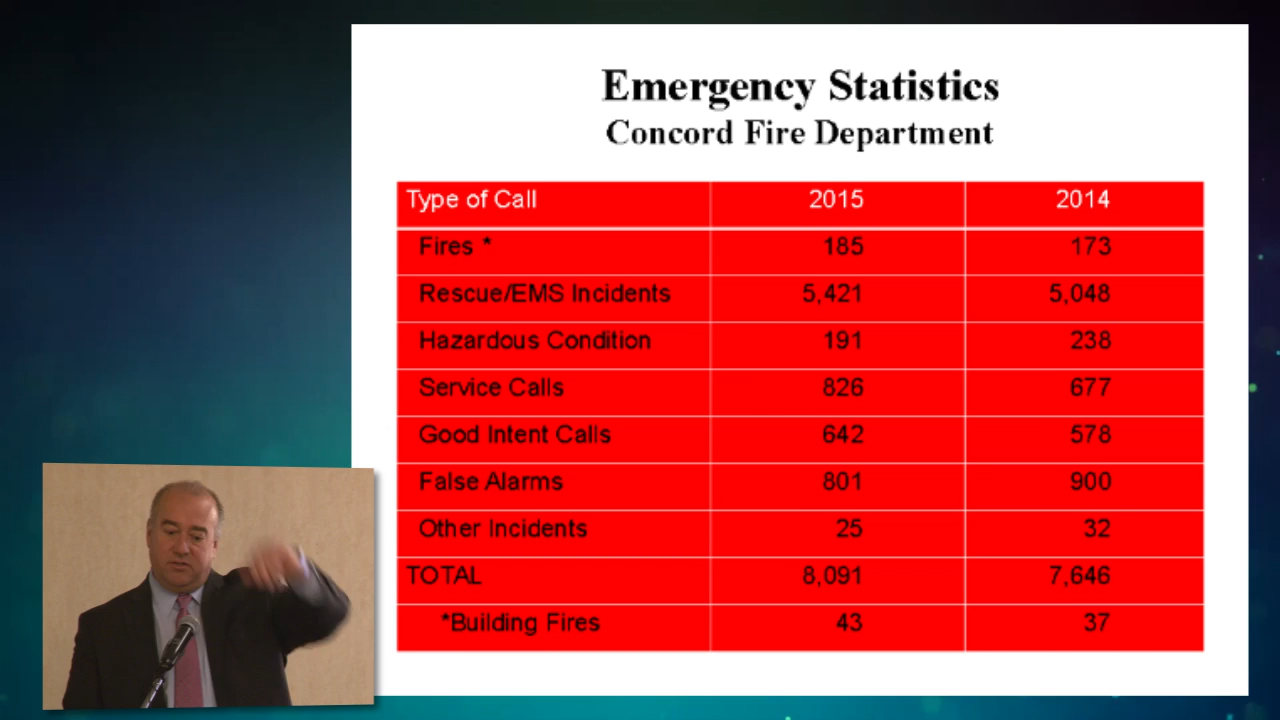 Emergency Statistics
Concord Fire Department
Type of Call 2015 2014
Fires * 185 173
Rescue/EMS Incidents 5,421 5,048
Hazardous Condition 191 238
Service Calls 826 677
Good Intent Calls 642 578
False Alarms 801 900
Other Incidents 25 32
TOTAL 8,091 7,646
*Building Fires 43 37